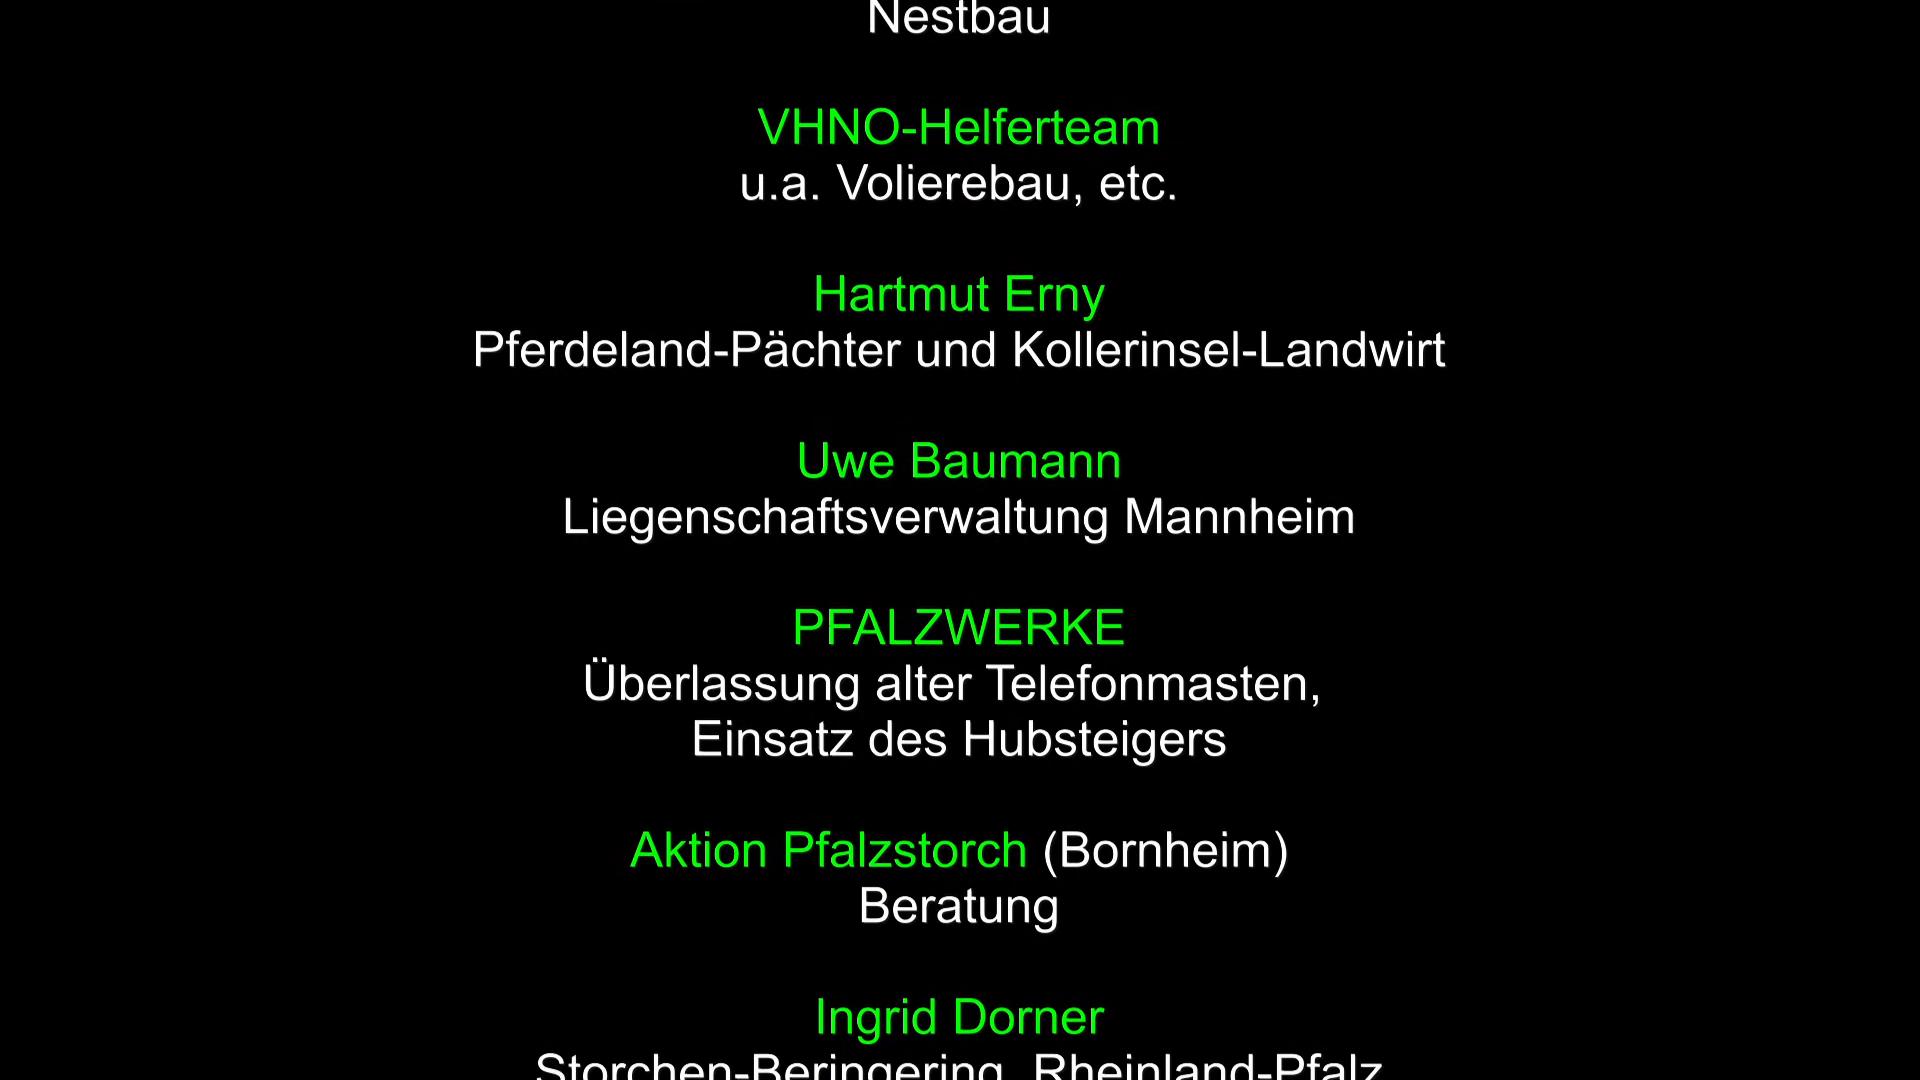 Nestbau
VHNO-Helferteam
u.a. Volierebau, etc.
Hartmut Erny
Pferdeland-Pächter und Kollerinsel-Landwirt
Uwe Baumann
Liegenschaftsverwaltung Mannheim
PFALZWERKE
Überlassung alter Telefonmasten,
Einsatz des Hubsteigers
Aktion Pfalzstorch (Bornheim)
Beratung
Ingrid Dorner
Storchen-Beringering, Rheinland-Pfalz